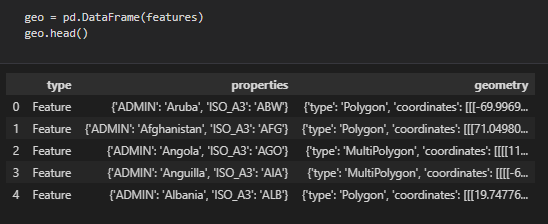 geo = pd.DataFrame(features)
geo.head()
type properties geometry
0 Feature {'ADMIN': 'Aruba', 'ISO_A3': 'ABW'} {'type': 'Polygon', 'coordinates': [[[-69.9969...
1 Feature {'ADMIN': 'Afghanistan', 'ISO_A3': 'AFG'} {'type': 'Polygon', 'coordinates': [[[71.04980...
2 Feature {'ADMIN': 'Angola', 'ISO_A3': 'AGO'} {'type': 'MultiPolygon', 'coordinates': [[[[11...
3 Feature {'ADMIN': 'Anguilla', 'ISO_A3': 'AIA'} {'type': 'MultiPolygon', 'coordinates': [[[[-6...
4 Feature {'ADMIN': 'Albania', 'ISO_A3': 'ALB'} {'type': 'Polygon', 'coordinates': [[[19.74776...